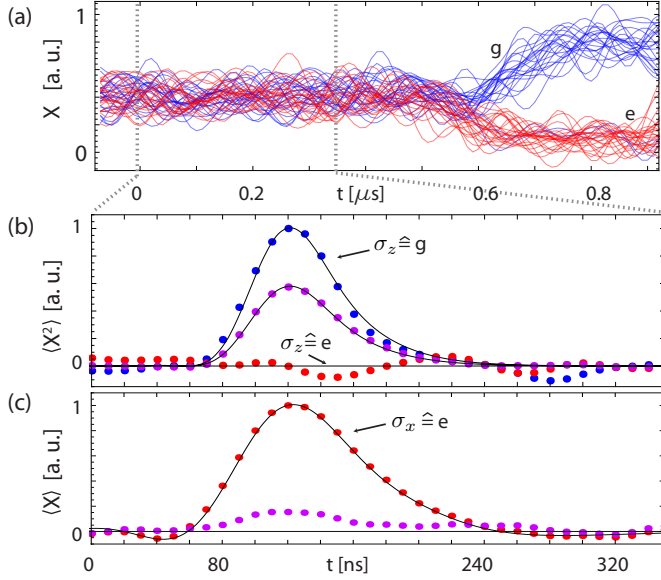 (a)
1
X [a. u.]
0
g
e
0 0.2 t [μs] 0.6 0.8
(b)
1
⟨X²⟩ [a. u.]
0
σz ≙ g
σz ≙ e
(c)
1
⟨X⟩ [a. u.]
0
σx ≙ e
0 80 t [ns] 240 320